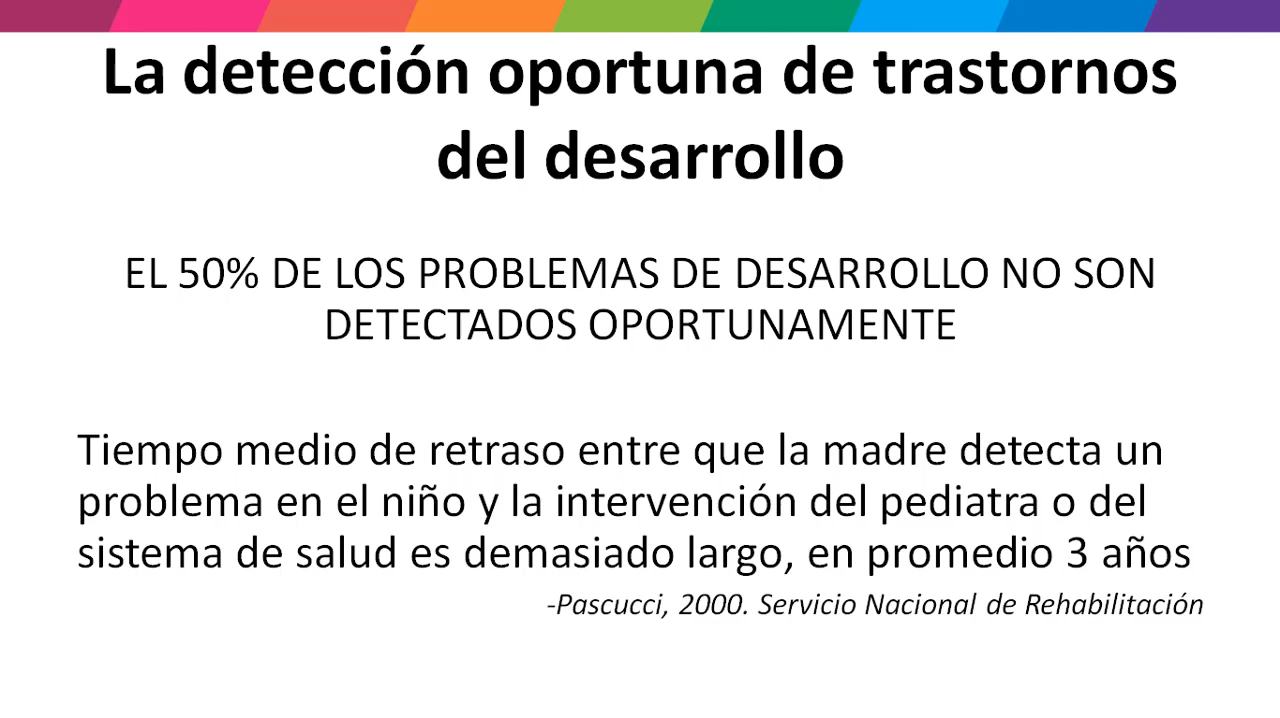 La detección oportuna de trastornos
del desarrollo
EL 50% DE LOS PROBLEMAS DE DESARROLLO NO SON
DETECTADOS OPORTUNAMENTE
Tiempo medio de retraso entre que la madre detecta un
problema en el niño y la intervención del pediatra o del
sistema de salud es demasiado largo, en promedio 3 años
-Pascucci, 2000. Servicio Nacional de Rehabilitación